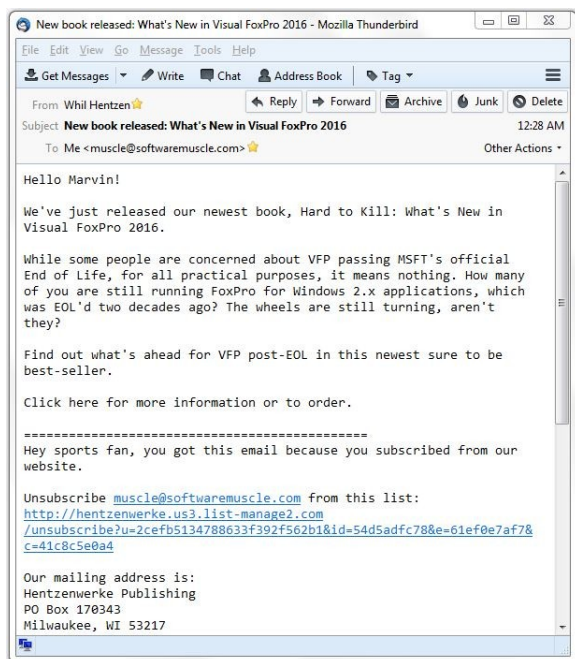 New book released: What's New in Visual FoxPro 2016 - Mozilla Thunderbird
File Edit View Go Message Tools Help
Get Messages Write Chat Address Book Tag
From Whil Hentzen Reply Forward Archive Junk Delete
Subject New book released: What's New in Visual FoxPro 2016 12:28 AM
To Me <muscle@softwaremuscle.com> Other Actions
Hello Marvin!
We've just released our newest book, Hard to Kill: What's New in
Visual FoxPro 2016.
While some people are concerned about VFP passing MSFT's official
End of Life, for all practical purposes, it means nothing. How many
of you are still running FoxPro for Windows 2.x applications, which
was EOL'd two decades ago? The wheels are still turning, aren't
they?
Find out what's ahead for VFP post-EOL in this newest sure to be
best-seller.
Click here for more information or to order.
==============================================
Hey sports fan, you got this email because you subscribed from our
website.
Unsubscribe muscle@softwaremuscle.com from this list:
http://hentzenwerke.us3.list-manage2.com
/unsubscribe?u=2cefb5134788633f392f562b1&id=54d5adfc78&e=61ef0e7af7&
c=41c8c5e0a4
Our mailing address is:
Hentzenwerke Publishing
PO Box 170343
Milwaukee, WI 53217